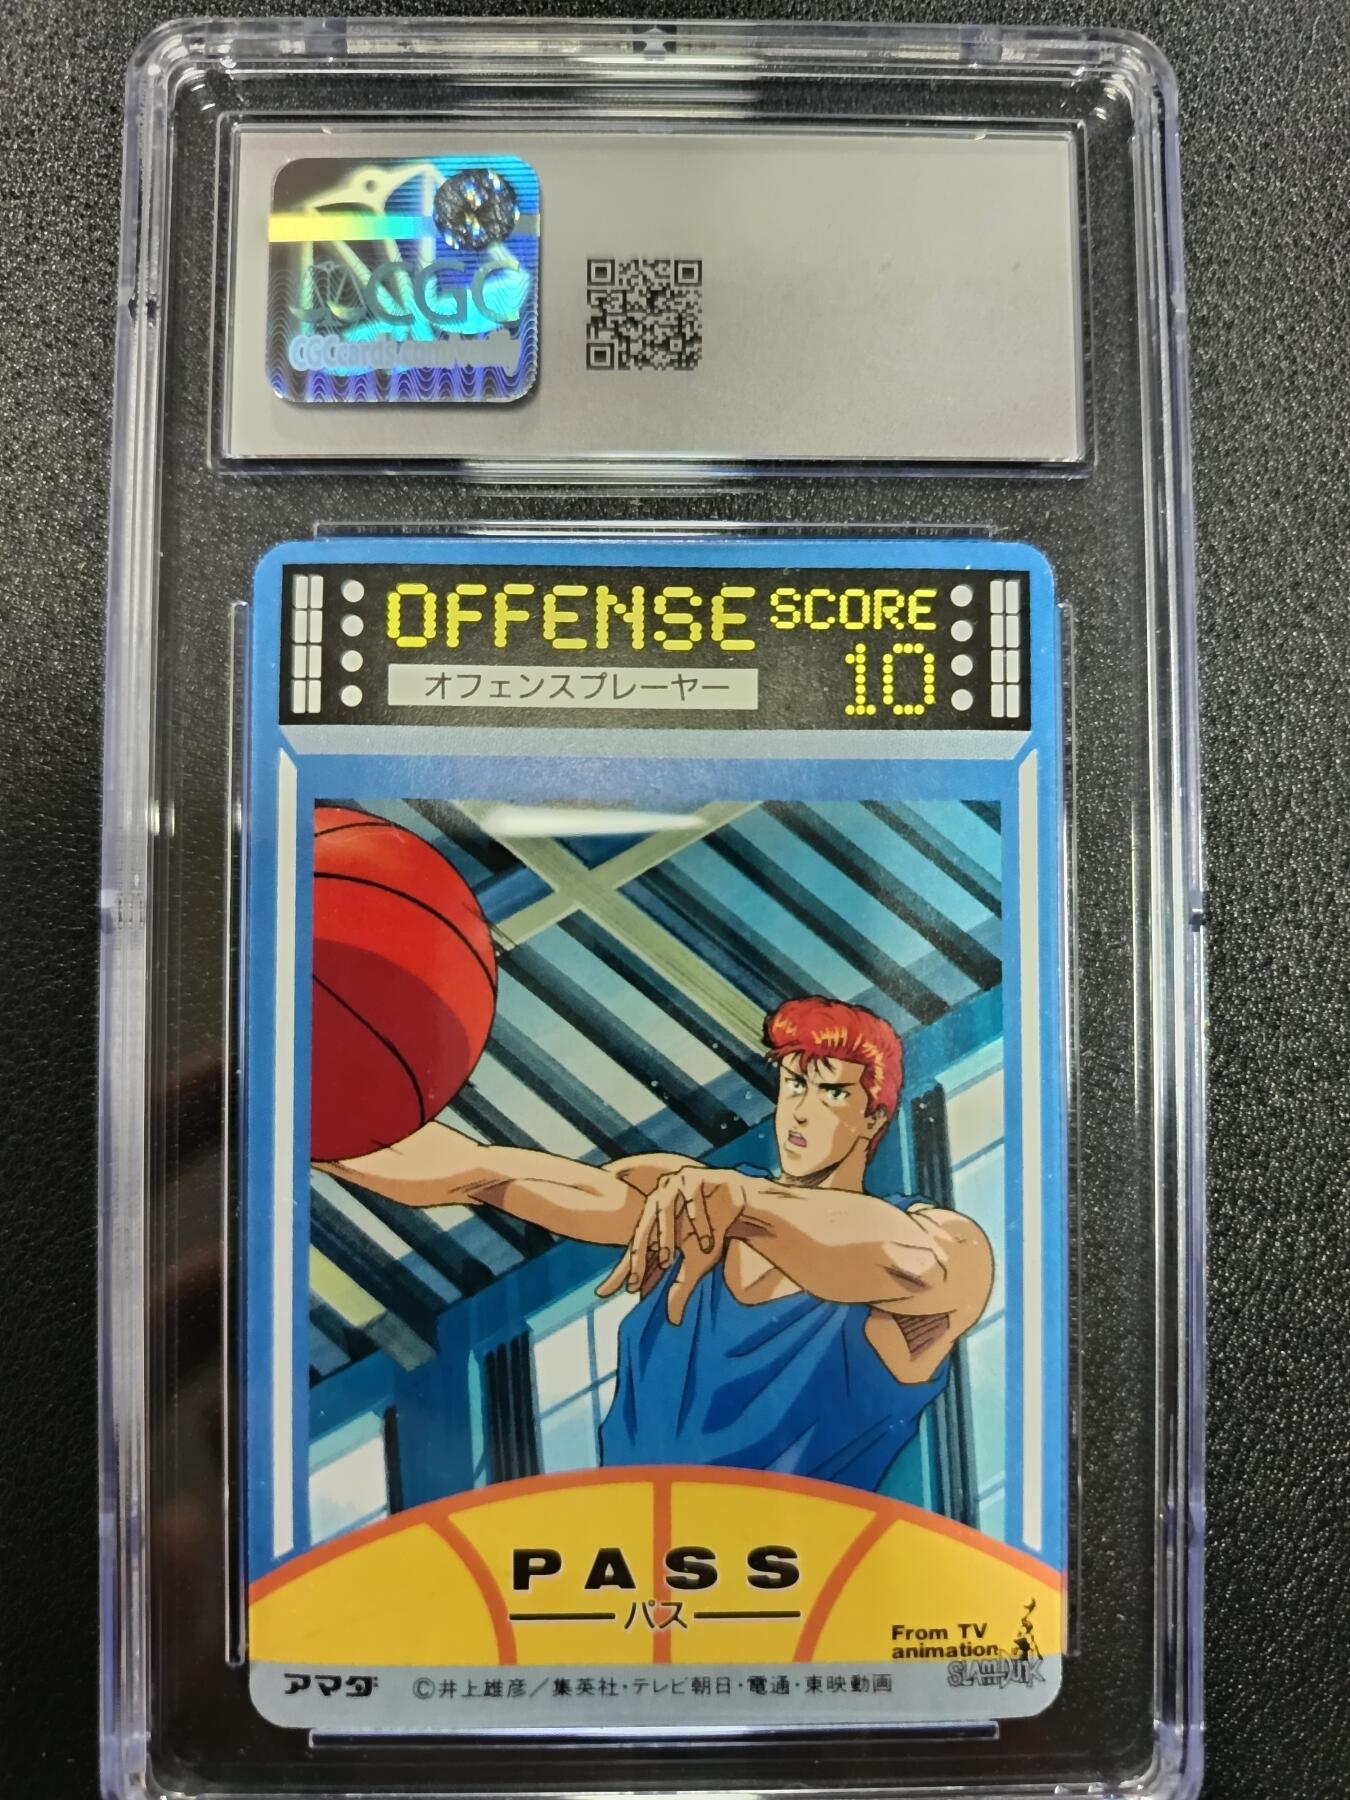 CGC
CGCcards.com/verify
OFFENSE SCORE
オフェンスプレーヤー 10
PASS
パス
From TV
animation
SLAM DUNK
アマダ ©井上雄彦／集英社・テレビ朝日・電通・東映動画